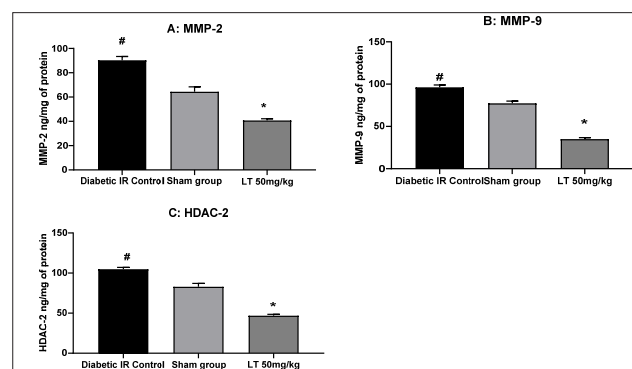 A: MMP-2
#
*
100
80
60
40
20
0
MMP-2 ng/mg of protein
Diabetic IR Control Sham group LT 50mg/kg
B: MMP-9
#
*
150
100
50
0
MMP-9 ng/mg of protein
Diabetic IR Control Sham group LT 50mg/kg
C: HDAC-2
#
*
150
100
50
0
HDAC-2 ng/mg of protein
Diabetic IR Control Sham group LT 50mg/kg